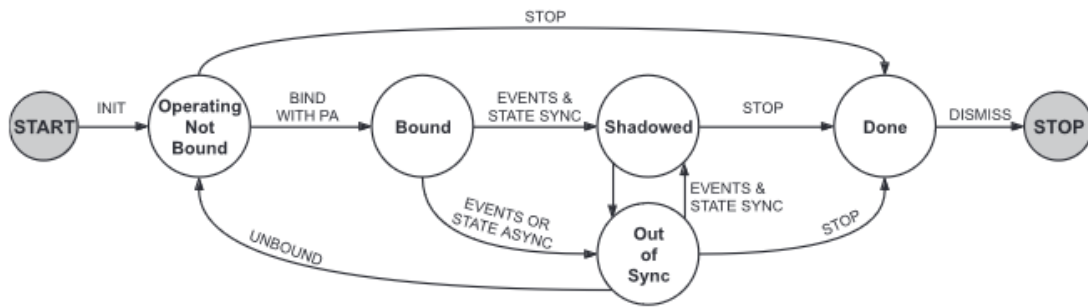 STOP
START
INIT
Operating
Not
Bound
BIND
WITH PA
Bound
EVENTS &
STATE SYNC
Shadowed
STOP
Done
DISMISS
STOP
EVENTS &
STATE SYNC
EVENTS OR
STATE ASYNC
UNBOUND
Out
of
Sync
STOP